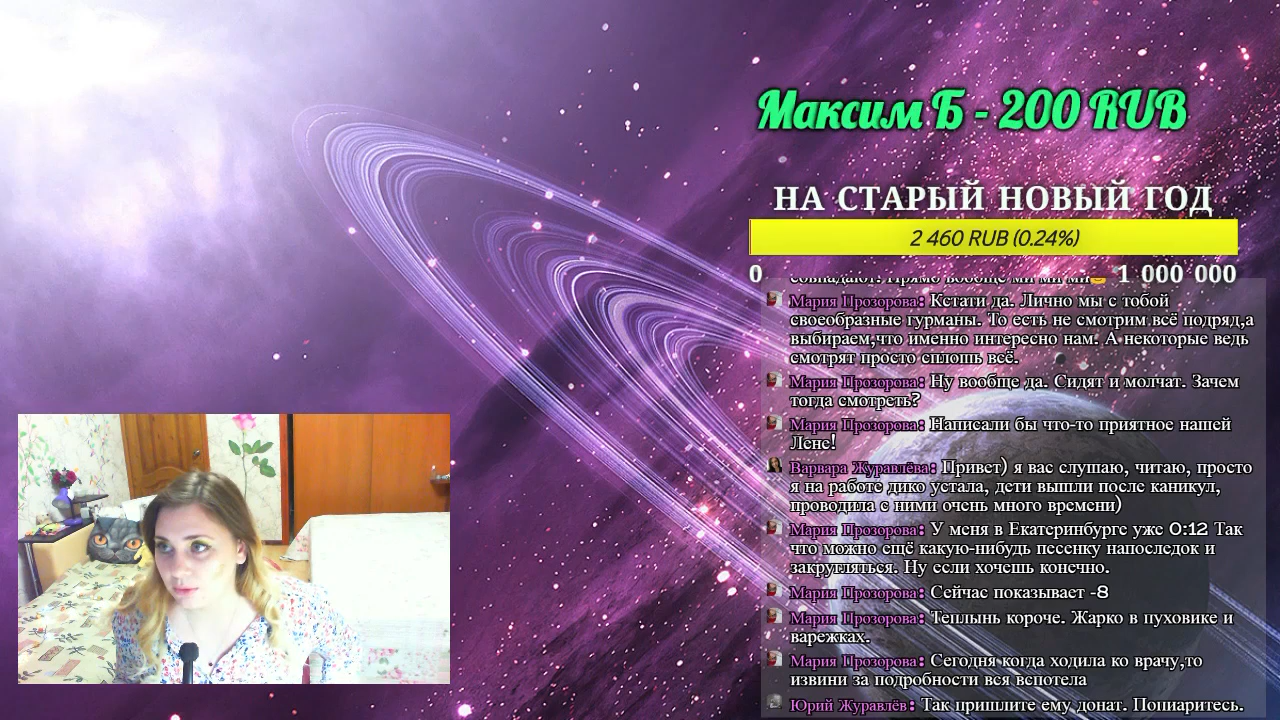 Максим Б - 200 RUB
НА СТАРЫЙ НОВЫЙ ГОД
2 460 RUB (0.24%)
0 1 000 000
совпадают! Прямо вообще ми ми ми
Мария Прозорова: Кстати да. Лично мы с тобой
своеобразные гурманы. То есть не смотрим всё подряд,а
выбираем,что именно интересно нам. А некоторые ведь
смотрят просто сплошь всё.
Мария Прозорова: Ну вообще да. Сидят и молчат. Зачем
тогда смотреть?
Мария Прозорова: Написали бы что-то приятное нашей
Лене!
Варвара Журавлёва: Привет) я вас слушаю, читаю, просто
я на работе дико устала, дети вышли после каникул,
проводила с ними очень много времени)
Мария Прозорова: У меня в Екатеринбурге уже 0:12 Так
что можно ещё какую-нибудь песенку напоследок и
закругляться. Ну если хочешь конечно.
Мария Прозорова: Сейчас показывает -8
Мария Прозорова: Теплынь короче. Жарко в пуховике и
варежках.
Мария Прозорова: Сегодня когда ходила ко врачу,то
извини за подробности вся вспотела
Юрий Журавлёв: Так пришлите ему донат. Попиаритесь.